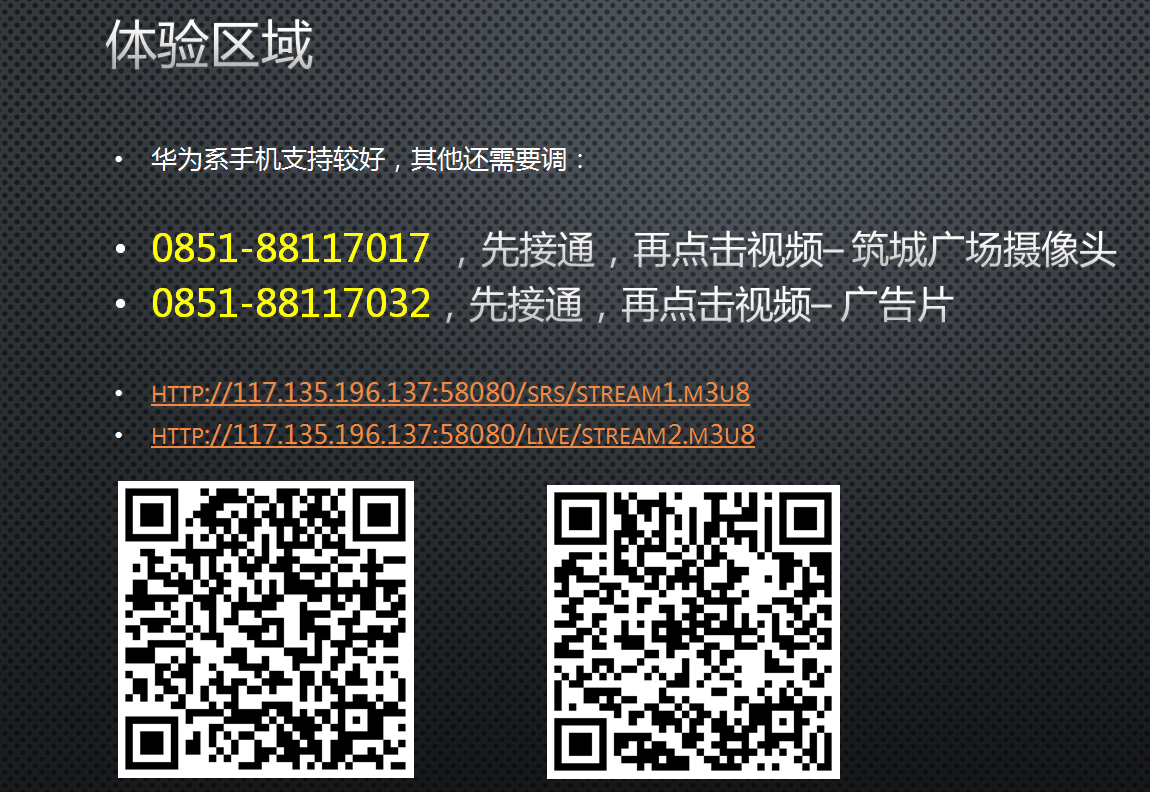 体验区域
• 华为系手机支持较好，其他还需要调：
• 0851-88117017 ，先接通，再点击视频– 筑城广场摄像头
• 0851-88117032，先接通，再点击视频– 广告片
• HTTP://117.135.196.137:58080/SRS/STREAM1.M3U8
• HTTP://117.135.196.137:58080/LIVE/STREAM2.M3U8